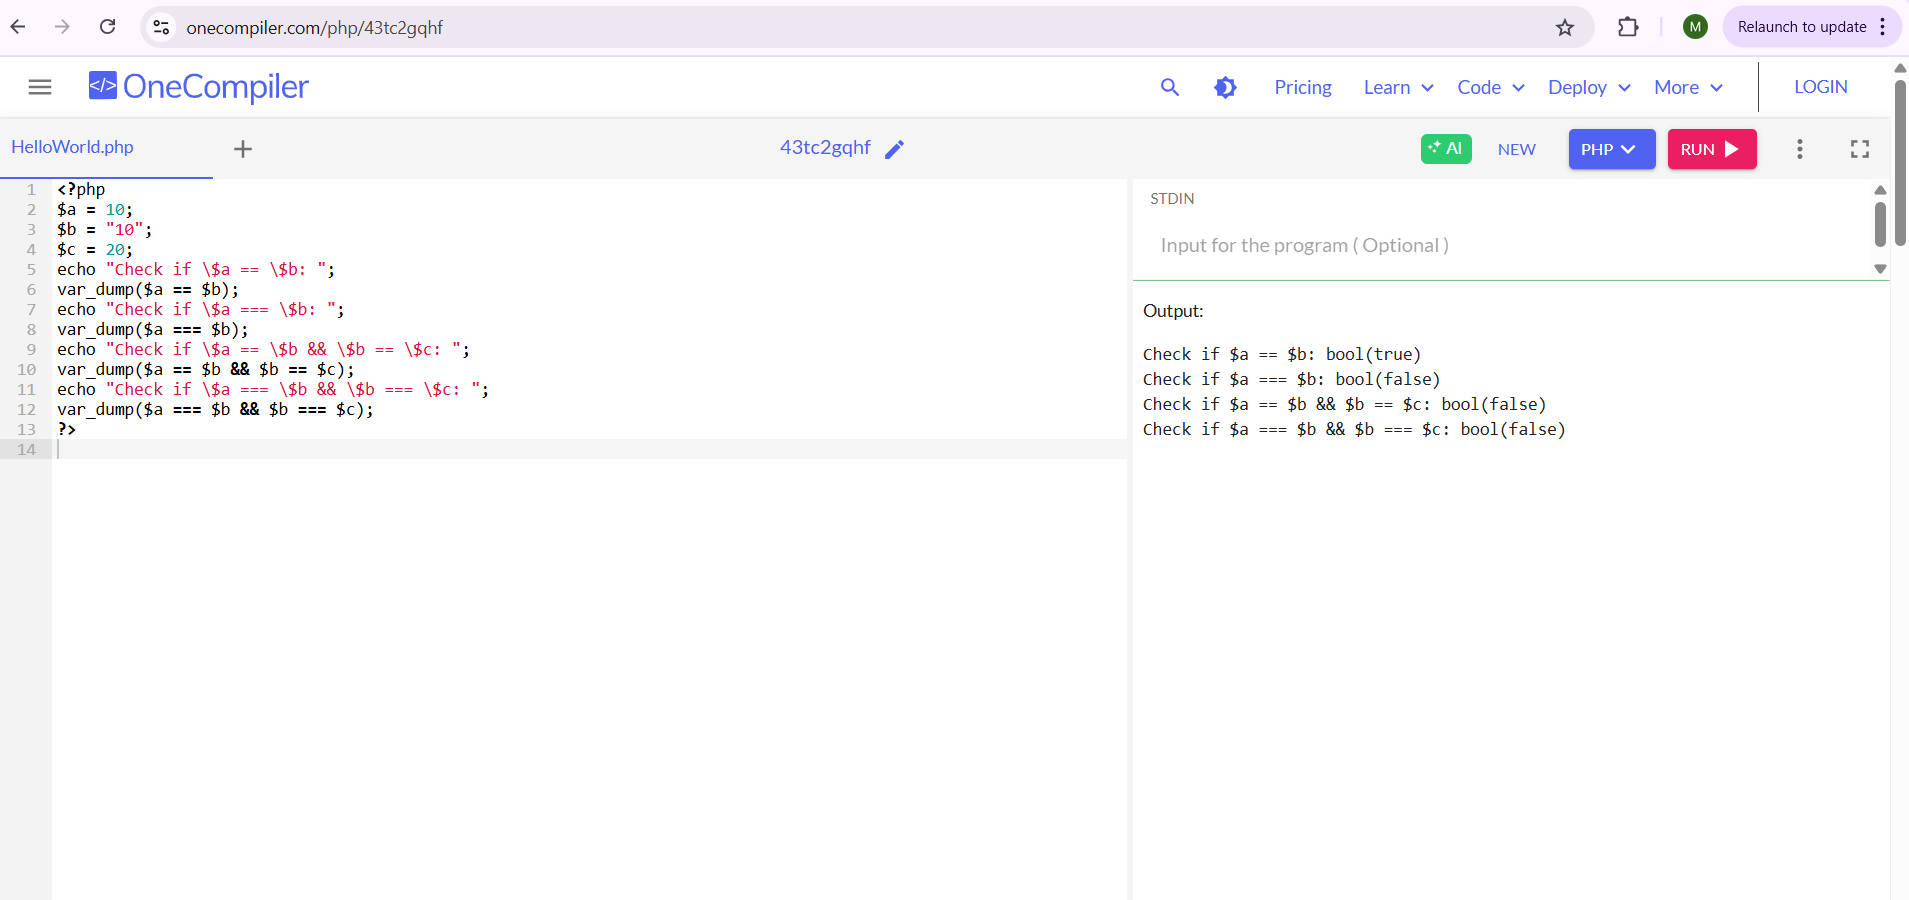 onecompiler.com/php/43tc2gqhf
M
Relaunch to update
</> OneCompiler
Pricing
Learn
Code
Deploy
More
LOGIN
HelloWorld.php
+
43tc2gqhf
AI
NEW
PHP
RUN
1 <?php
2 $a = 10;
3 $b = "10";
4 $c = 20;
5 echo "Check if \$a == \$b: ";
6 var_dump($a == $b);
7 echo "Check if \$a === \$b: ";
8 var_dump($a === $b);
9 echo "Check if \$a == \$b && \$b == \$c: ";
10 var_dump($a == $b && $b == $c);
11 echo "Check if \$a === \$b && \$b === \$c: ";
12 var_dump($a === $b && $b === $c);
13 ?>
14
STDIN
Input for the program ( Optional )
Output:
Check if $a == $b: bool(true)
Check if $a === $b: bool(false)
Check if $a == $b && $b == $c: bool(false)
Check if $a === $b && $b === $c: bool(false)